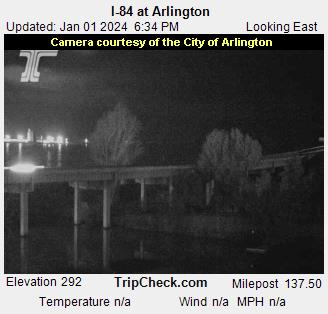 I-84 at Arlington
Updated: Jan 01 2024 6:34 PM Looking East
Camera courtesy of the City of Arlington
Elevation 292 TripCheck.com Milepost 137.50
Temperature n/a Wind n/a MPH n/a